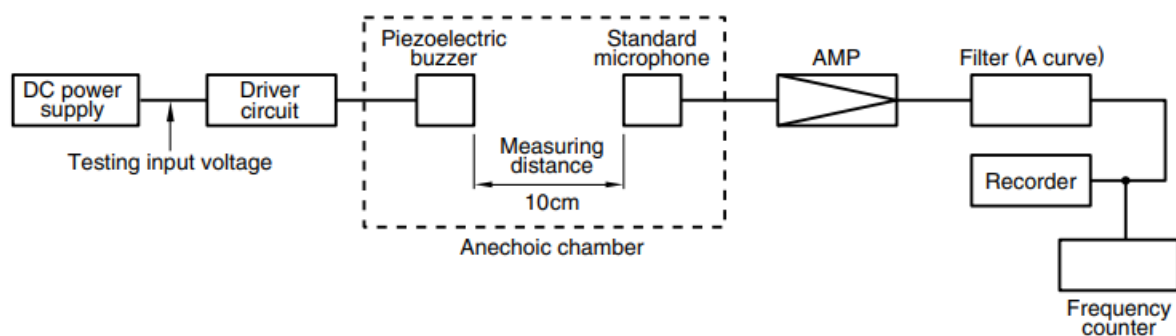 Piezoelectric
buzzer
Standard
microphone
AMP
Filter (A curve)
DC power
supply
Driver
circuit
Testing input voltage
Measuring
distance
10cm
Recorder
Anechoic chamber
Frequency
counter